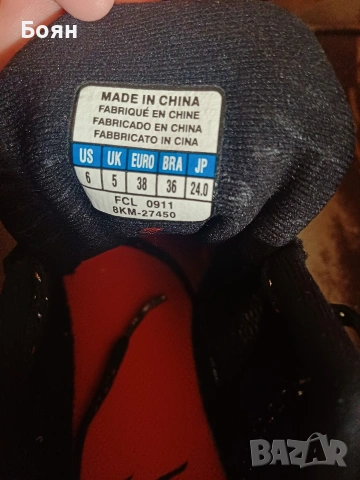 Боян
MADE IN CHINA
FABRIQUÉ EN CHINE
FABRICADO EN CHINA
FABBRICATO IN CINA
US UK EURO BRA JP
6 5 38 36 24.0
FCL 0911
8KM-27450
BAZAR